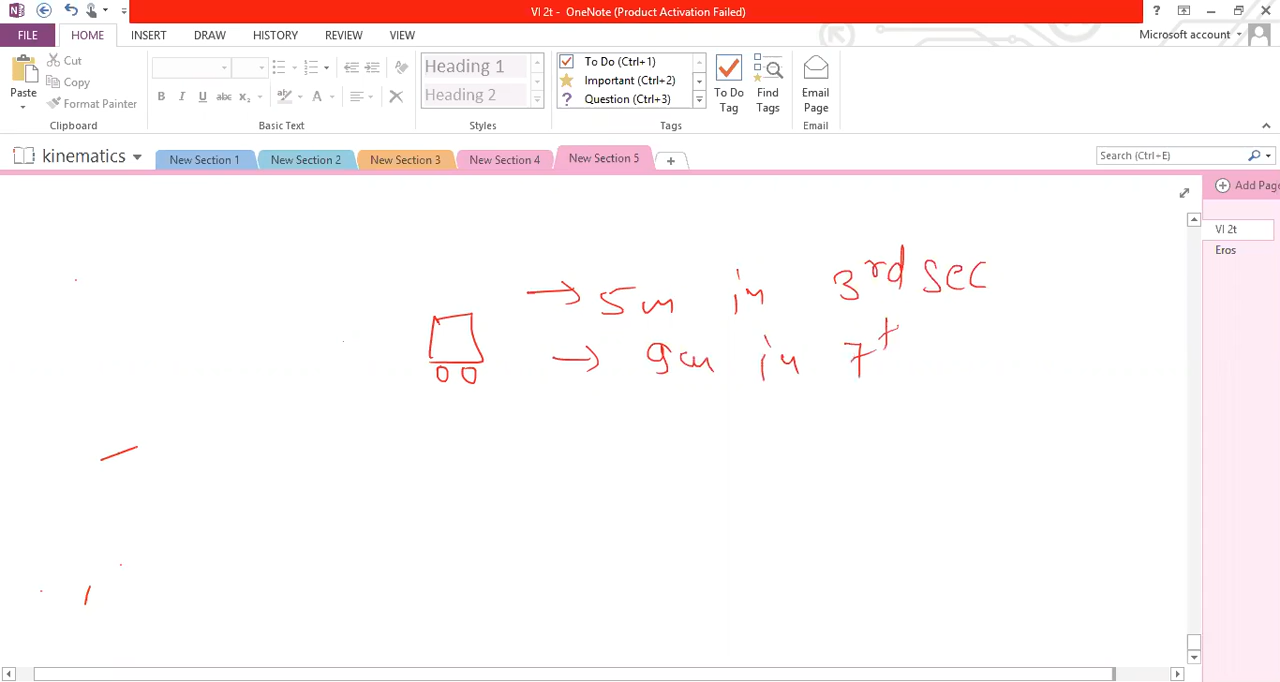 VI 2t - OneNote (Product Activation Failed)
FILE HOME INSERT DRAW HISTORY REVIEW VIEW Microsoft account
Paste Cut Copy Format Painter
B I U abc X₂ ab A
Heading 1
Heading 2
To Do (Ctrl+1)
Important (Ctrl+2)
Question (Ctrl+3)
To Do Tag
Find Tags
Email Page
Clipboard Basic Text Styles Tags Email
kinematics New Section 1 New Section 2 New Section 3 New Section 4 New Section 5 Search (Ctrl+E)
Add Page
VI 2t
Eros
→ 5m in 3rd sec
→ 9m in 7t